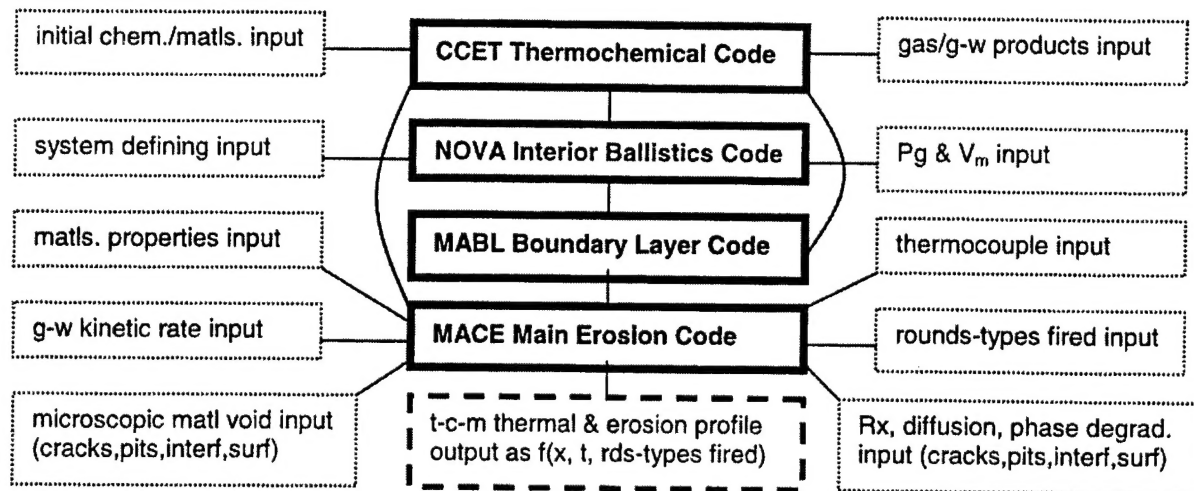 initial chem./matls. input
CCET Thermochemical Code
gas/g-w products input
system defining input
NOVA Interior Ballistics Code
Pg & Vm input
matls. properties input
MABL Boundary Layer Code
thermocouple input
g-w kinetic rate input
MACE Main Erosion Code
rounds-types fired input
microscopic matl void input
(cracks,pits,interf,surf)
t-c-m thermal & erosion profile
output as f(x, t, rds-types fired)
Rx, diffusion, phase degrad.
input (cracks,pits,interf,surf)